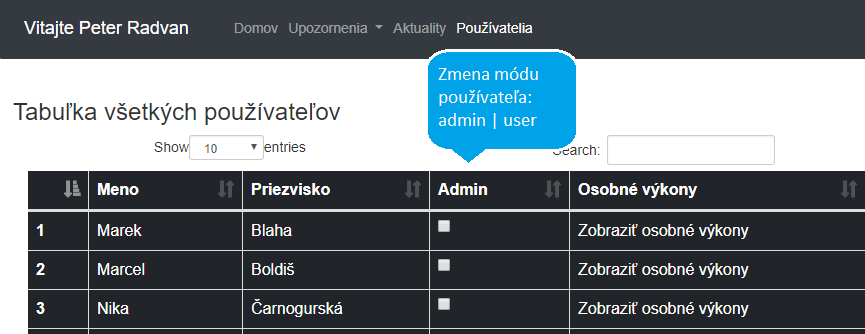 Vitajte Peter Radvan Domov Upozornenia Aktuality Používatelia
Zmena módu
používateľa:
admin | user
Tabuľka všetkých používateľov
Show 10 entries Search:
Meno Priezvisko Admin Osobné výkony
1 Marek Blaha Zobraziť osobné výkony
2 Marcel Boldiš Zobraziť osobné výkony
3 Nika Čarnogurská Zobraziť osobné výkony